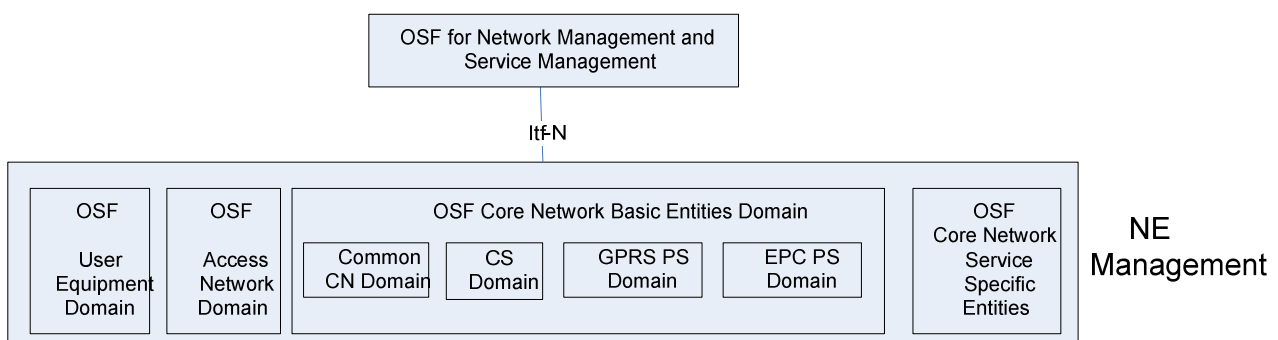 OSF for Network Management and
Service Management
Itf-N
OSF
User
Equipment
Domain
OSF
Access
Network
Domain
OSF Core Network Basic Entities Domain
Common
CN Domain
CS
Domain
GPRS PS
Domain
EPC PS
Domain
OSF
Core Network
Service
Specific
Entities
NE
Management